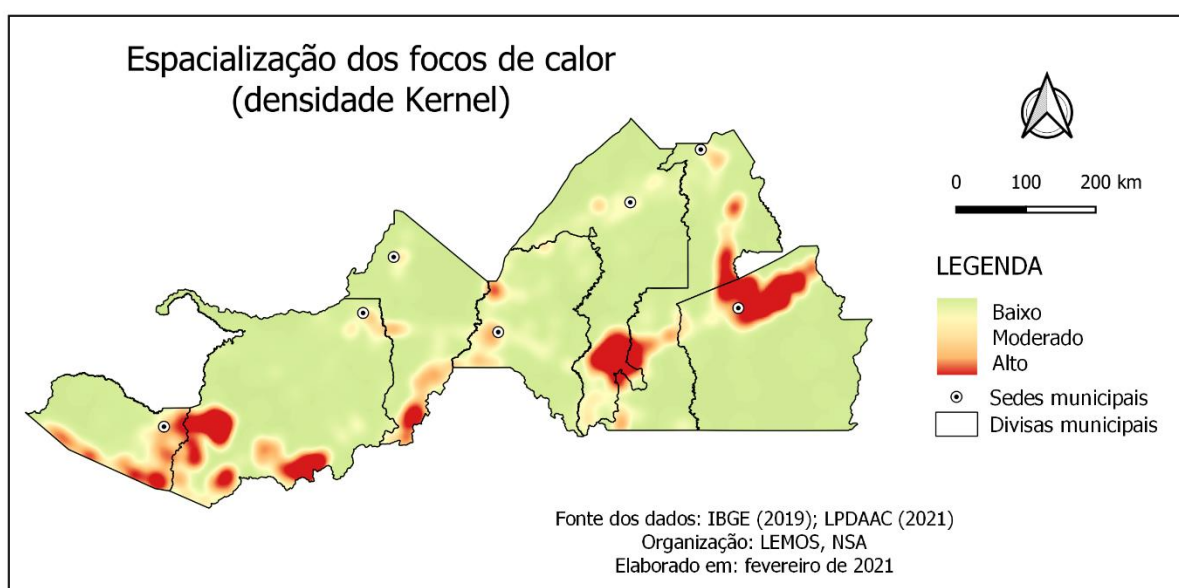 Espacialização dos focos de calor
(densidade Kernel)
0 100 200 km
LEGENDA
Baixo
Moderado
Alto
Sedes municipais
Divisas municipais
Fonte dos dados: IBGE (2019); LPDAAC (2021)
Organização: LEMOS, NSA
Elaborado em: fevereiro de 2021